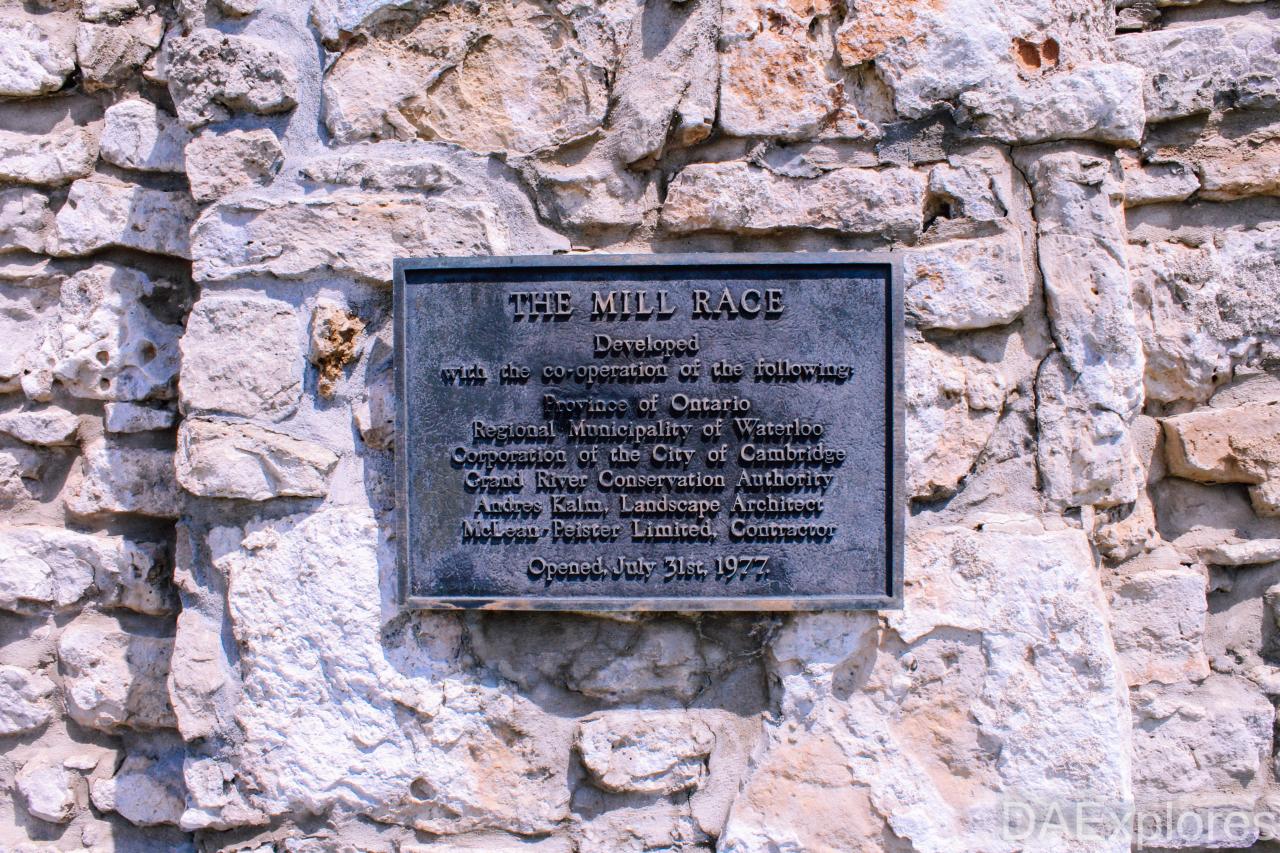 THE MILL RACE
Developed
with the co-operation of the following:
Province of Ontario
Regional Municipality of Waterloo
Corporation of the City of Cambridge
Grand River Conservation Authority
Andres Kalm, Landscape Architect
McLean-Peister Limited, Contractor
Opened, July 31st, 1977.
DAExplores